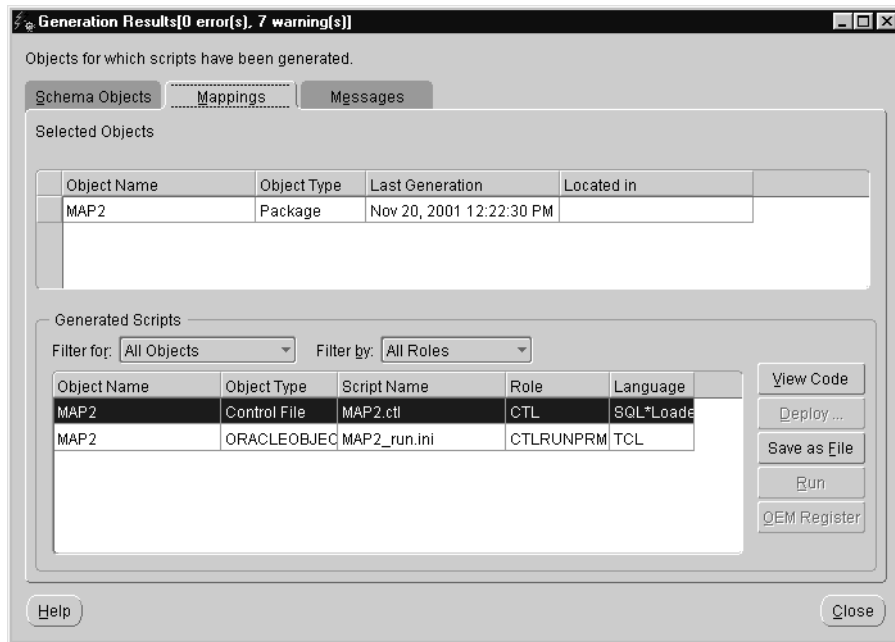 Generation Results[0 error(s), 7 warning(s)]
Objects for which scripts have been generated.
Schema Objects Mappings Messages
Selected Objects
Object Name Object Type Last Generation Located in
MAP2 Package Nov 20, 2001 12:22:30 PM
Generated Scripts
Filter for: All Objects Filter by: All Roles
Object Name Object Type Script Name Role Language
MAP2 Control File MAP2.ctl CTL SQL*Loade
MAP2 ORACLEOBJEC MAP2_run.ini CTLRUNPRM TCL
View Code
Deploy ...
Save as File
Run
OEM Register
Help Close